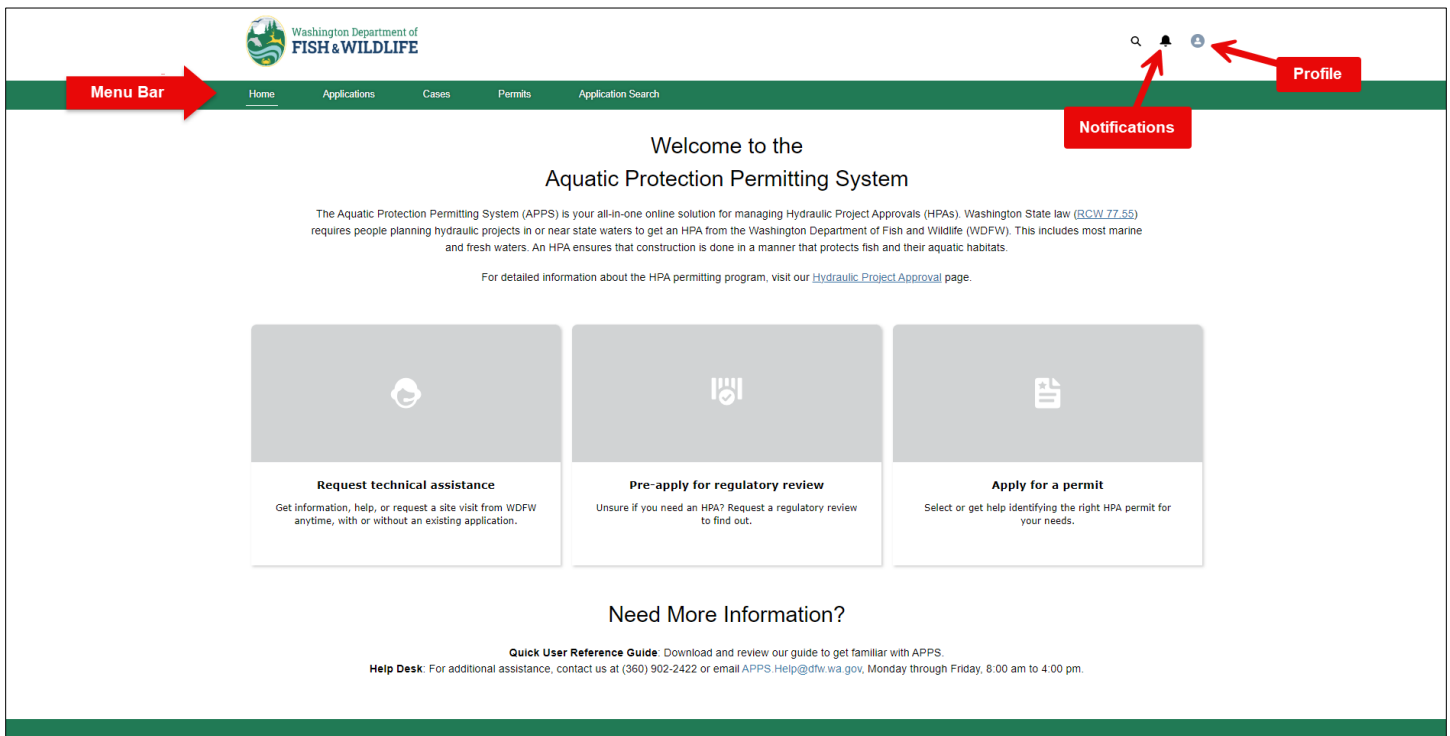 Washington Department of
FISH & WILDLIFE
Profile
Menu Bar
Home Applications Cases Permits Application Search
Notifications
Welcome to the
Aquatic Protection Permitting System
The Aquatic Protection Permitting System (APPS) is your all-in-one online solution for managing Hydraulic Project Approvals (HPAs). Washington State law (RCW 77.55)
requires people planning hydraulic projects in or near state waters to get an HPA from the Washington Department of Fish and Wildlife (WDFW). This includes most marine
and fresh waters. An HPA ensures that construction is done in a manner that protects fish and their aquatic habitats.
For detailed information about the HPA permitting program, visit our Hydraulic Project Approval page.
Request technical assistance
Get information, help, or request a site visit from WDFW
anytime, with or without an existing application.
Pre-apply for regulatory review
Unsure if you need an HPA? Request a regulatory review
to find out.
Apply for a permit
Select or get help identifying the right HPA permit for
your needs.
Need More Information?
Quick User Reference Guide: Download and review our guide to get familiar with APPS.
Help Desk: For additional assistance, contact us at (360) 902-2422 or email APPS.Help@dfw.wa.gov, Monday through Friday, 8:00 am to 4:00 pm.